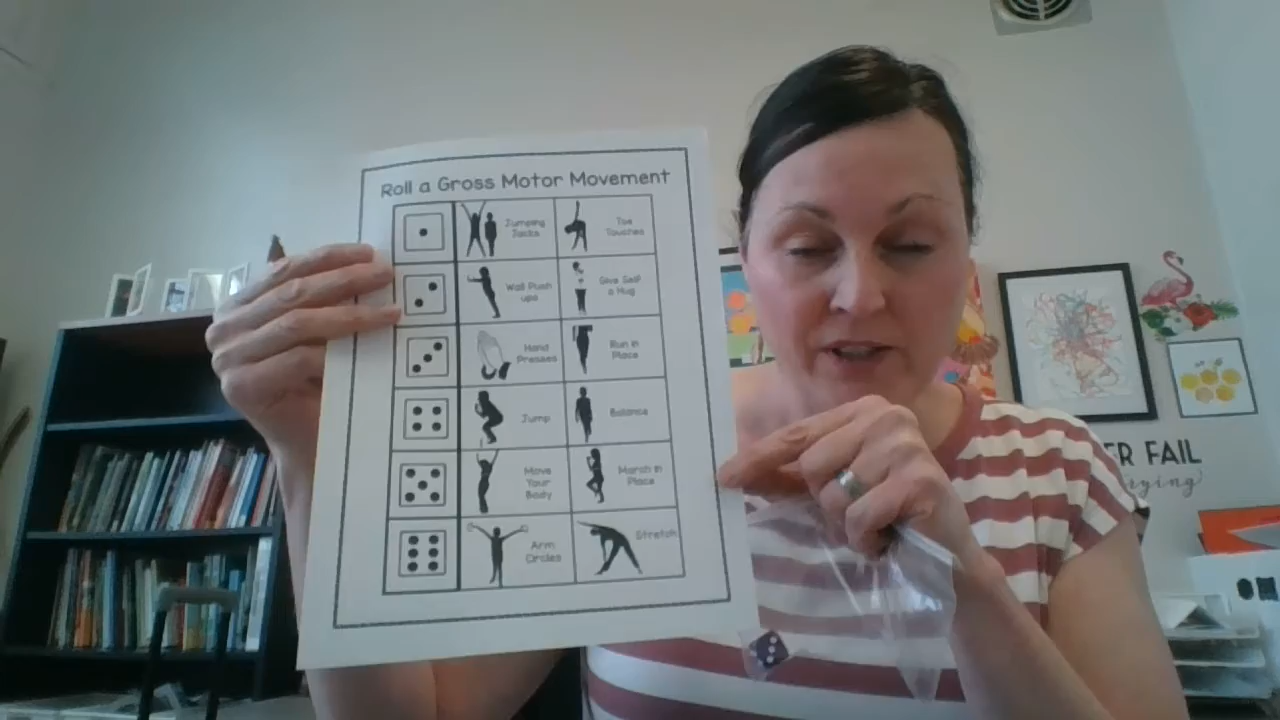 Roll a Gross Motor Movement
Jumping
Jacks
Toe
Touches
Wall Push
ups
Give Self
a Hug
Hand
Presses
Run in
Place
Jump
Balance
Move
Your
Body
March in
Place
Arm
Circles
Stretch
ER FAIL
rying